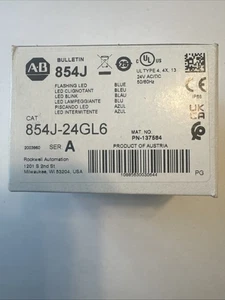 A-B
BULLETIN
854J
FLASHING LED BLUE
LED CLIGNOTANT BLEU
LED BLINK BLAU
LED LAMPEGGIANTE BLU
PISCANDO LED AZUL
LED INTERMITENTE AZUL
UL TYPE 4, 4X, 13
24V AC/DC
50/60Hz
c UL US
CE
UK CA
CAT
854J-24GL6
MAT. NO.
PN-137584
SER A
PRODUCT OF AUSTRIA
Rockwell Automation
1201 S 2nd St
Milwaukee, WI 53204, USA
PG